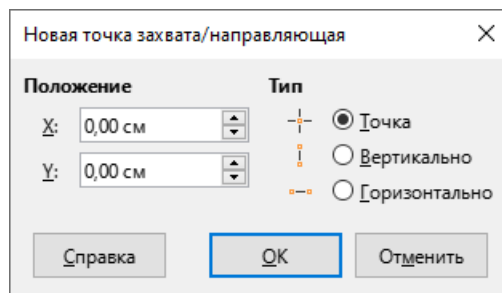 Новая точка захвата/направляющая
Положение Тип
X: 0,00 см Точка
Вертикально
Y: 0,00 см
Горизонтально
Справка OK Отменить